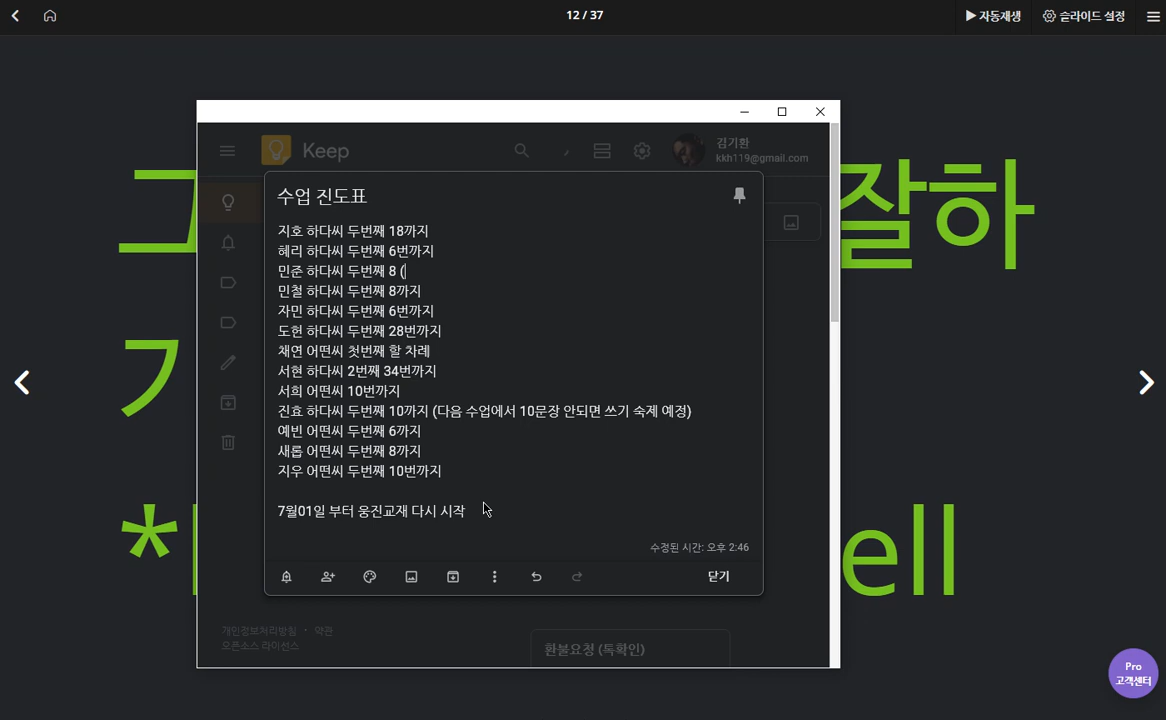 12 / 37
▶ 자동재생
슬라이드 설정
그
잘하
*
ell
Keep
김기환
kkh119@gmail.com
수업 진도표
지호 하다씨 두번째 18까지
혜리 하다씨 두번째 6번까지
민준 하다씨 두번째 8 (
민철 하다씨 두번째 8까지
자민 하다씨 두번째 6번까지
도현 하다씨 두번째 28번까지
채연 어떤씨 첫번째 할 차례
서현 하다씨 2번째 34번까지
서희 어떤씨 10번까지
진효 하다씨 두번째 10까지 (다음 수업에서 10문장 안되면 쓰기 숙제 예정)
예빈 어떤씨 두번째 6까지
새롭 어떤씨 두번째 8까지
지우 어떤씨 두번째 10번까지
7월01일 부터 웅진교재 다시 시작
수정된 시간: 오후 2:46
닫기
개인정보처리방침 · 약관
오픈소스 라이선스
환불요청 (톡확인)
Pro
고객센터